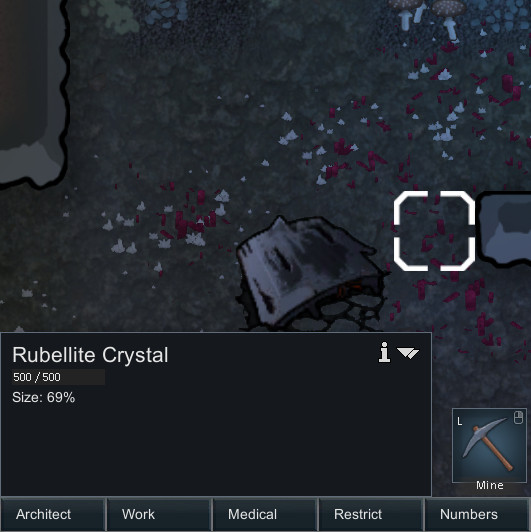 Rubellite Crystal
500 / 500
Size: 69%
L
Mine
Architect
Work
Medical
Restrict
Numbers